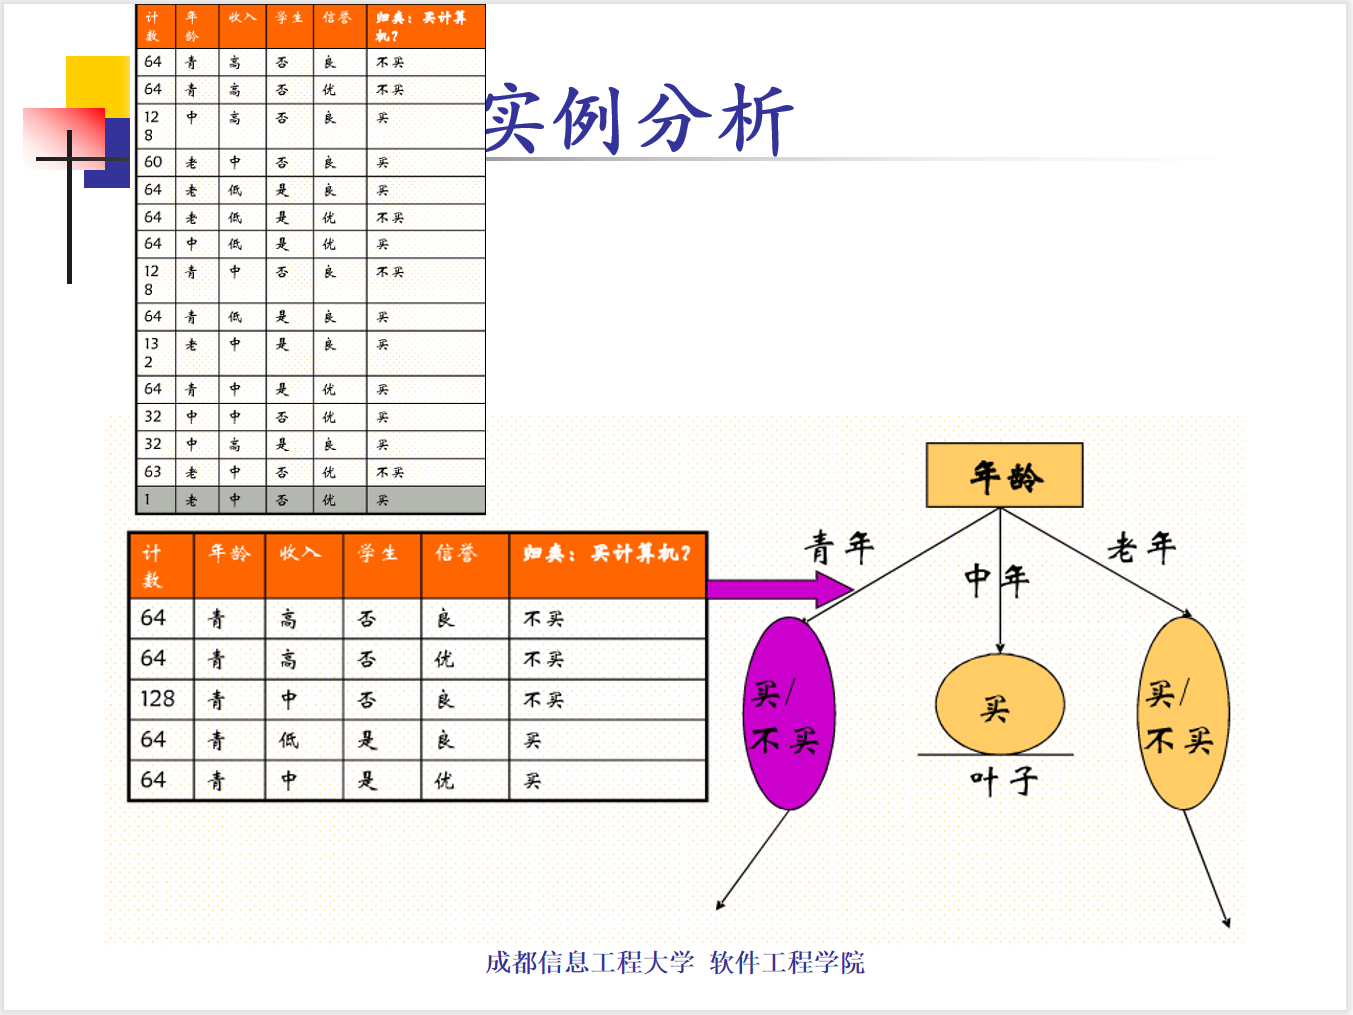 实例分析
计数 年龄 收入 学生 信誉 归类：买计算机？
64 青 高 否 良 不买
64 青 高 否 优 不买
128 中 高 否 良 买
60 老 中 否 良 买
64 老 低 是 良 买
64 老 低 是 优 不买
64 中 低 是 优 买
128 青 中 否 良 不买
64 青 低 是 良 买
132 老 中 是 良 买
64 青 中 是 优 买
32 中 中 否 优 买
32 中 高 是 良 买
63 老 中 否 优 不买
1 老 中 否 优 买
计数 年龄 收入 学生 信誉 归类：买计算机？
64 青 高 否 良 不买
64 青 高 否 优 不买
128 青 中 否 良 不买
64 青 低 是 良 买
64 青 中 是 优 买
年龄
青年
中年
老年
买/
不买
买
叶子
买/
不买
成都信息工程大学 软件工程学院